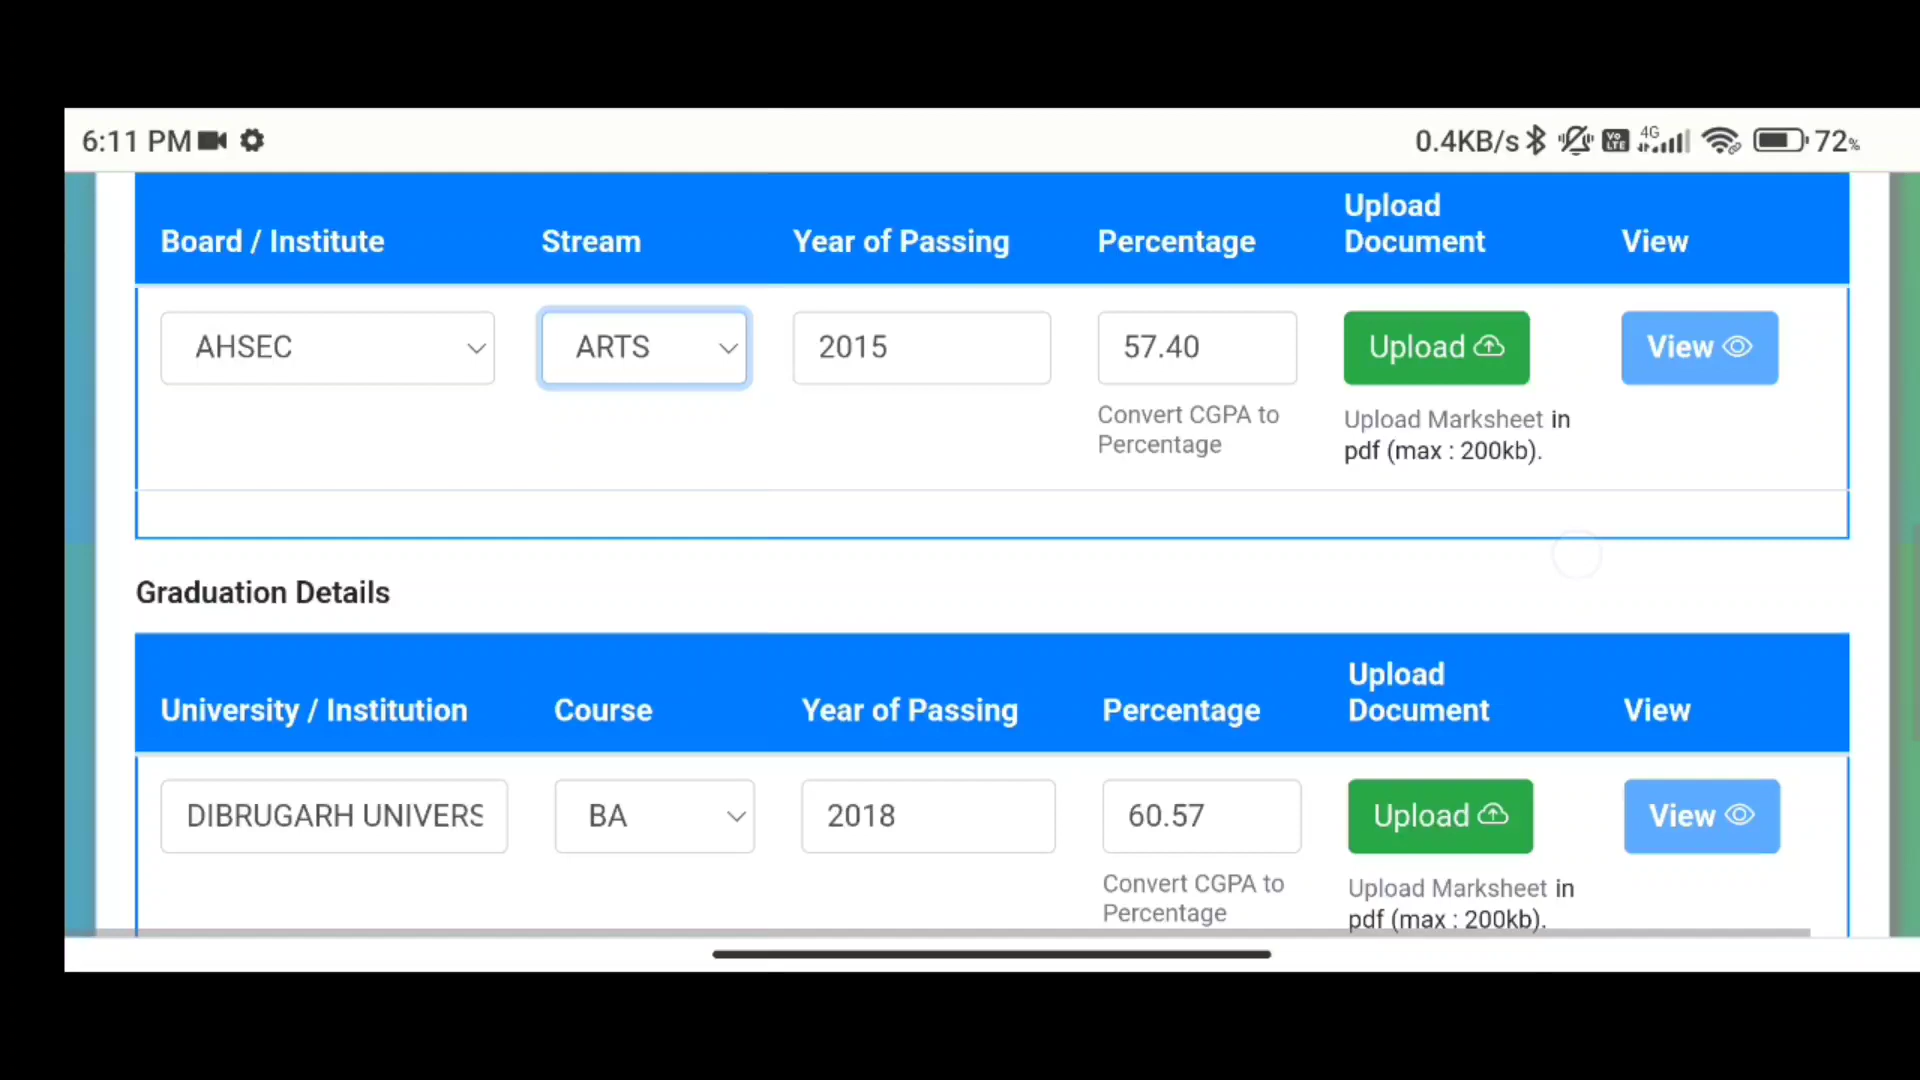 6:11 PM
0.4KB/s 4G 72%
Board / Institute Stream Year of Passing Percentage Upload Document View
AHSEC ARTS 2015 57.40 Upload View
Convert CGPA to
Percentage
Upload Marksheet in
pdf (max : 200kb).
Graduation Details
University / Institution Course Year of Passing Percentage Upload Document View
DIBRUGARH UNIVERS BA 2018 60.57 Upload View
Convert CGPA to
Percentage
Upload Marksheet in
pdf (max : 200kb).